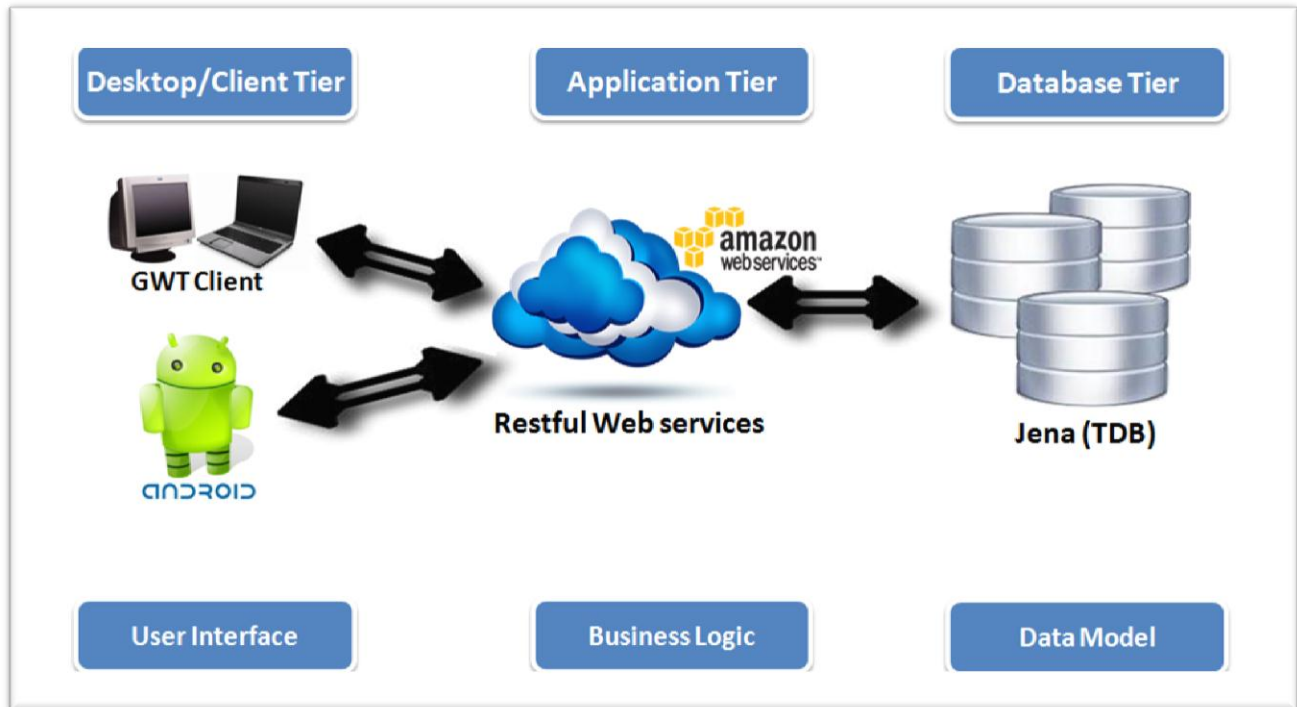 Desktop/Client Tier
Application Tier
Database Tier
amazon
webservices™
GWT Client
Restful Web services
Jena (TDB)
ANDROID
User Interface
Business Logic
Data Model